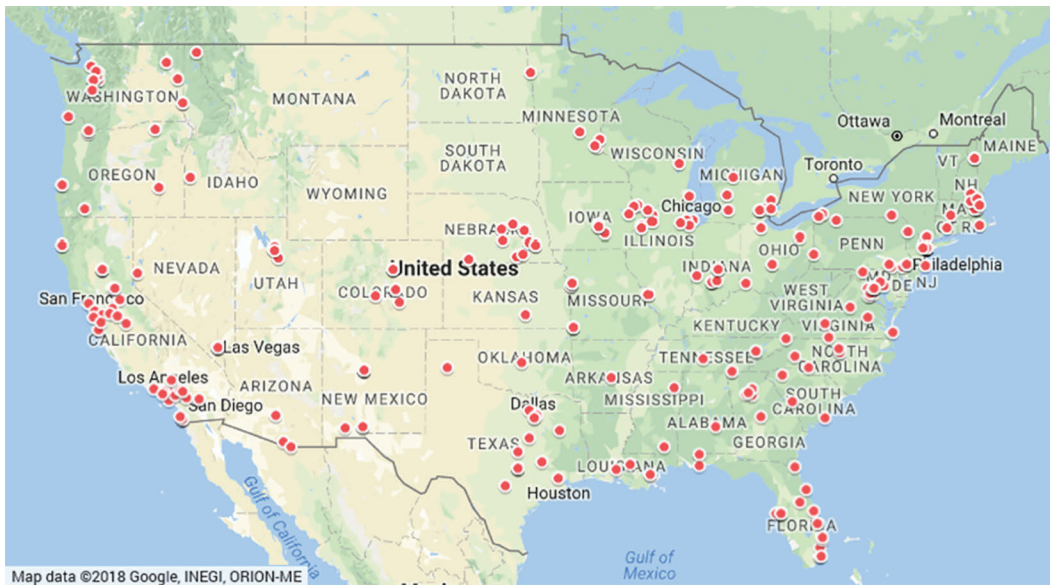 NORTH
DAKOTA
MINNESOTA
Ottawa
Montreal
WASHINGTON
MONTANA
MAINE
SOUTH
DAKOTA
WISCONSIN
MICHIGAN
Toronto
VT
OREGON
IDAHO
WYOMING
NH
NEW YORK
MA
RI
Chicago
IOWA
ILLINOIS
NEBRA
OHIO
PENN
NEVADA
United States
INDIANA
Philadelphia
UTAH
MD
DE
NJ
San Francisco
COLORADO
KANSAS
MISSOURI
WEST
VIRGINIA
CALIFORNIA
Las Vegas
KENTUCKY
VIRGINIA
OKLAHOMA
TENNESSEE
NORTH
CAROLINA
Los Angeles
ARIZONA
NEW MEXICO
ARKANSAS
MISSISSIPPI
SOUTH
CAROLINA
San Diego
Dallas
ALABAMA
GEORGIA
TEXAS
LOUISIANA
Houston
FLORIDA
Gulf of
California
Gulf of
Mexico
Map data ©2018 Google, INEGI, ORION-ME